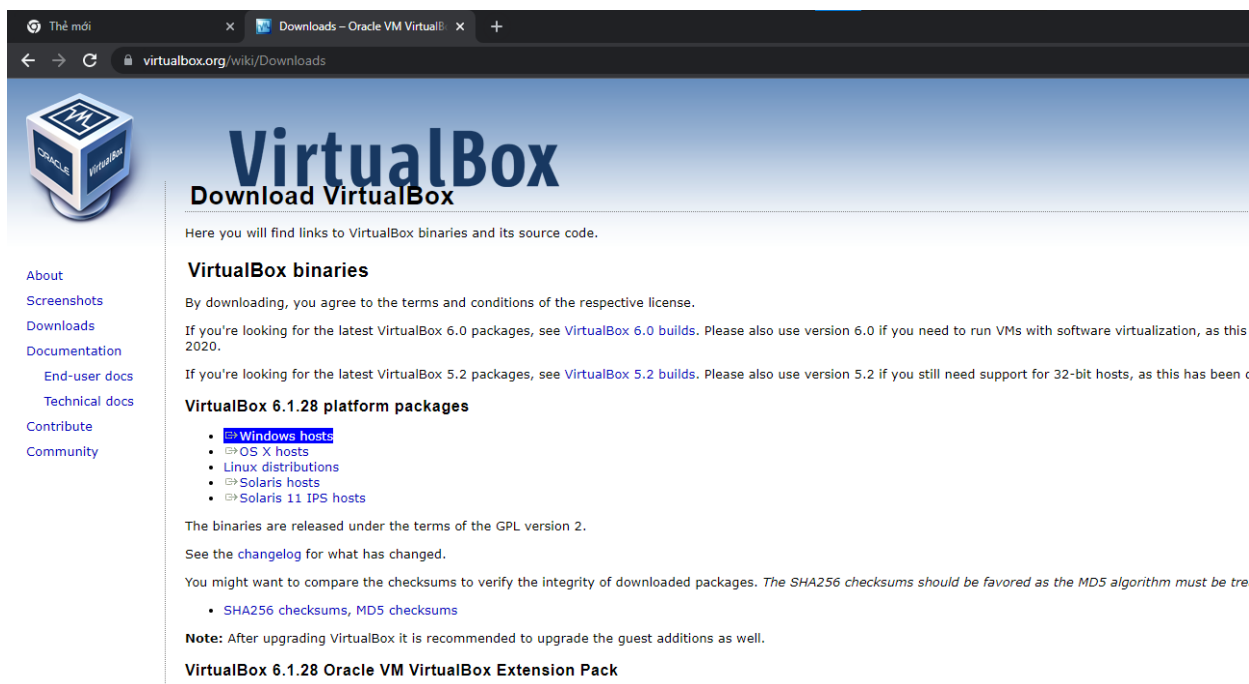 Thẻ mới
Downloads – Oracle VM VirtualB
virtualbox.org/wiki/Downloads
ORACLE
VirtualBox
VirtualBox
Download VirtualBox
Here you will find links to VirtualBox binaries and its source code.
About
Screenshots
Downloads
Documentation
End-user docs
Technical docs
Contribute
Community
VirtualBox binaries
By downloading, you agree to the terms and conditions of the respective license.
If you're looking for the latest VirtualBox 6.0 packages, see VirtualBox 6.0 builds. Please also use version 6.0 if you need to run VMs with software virtualization, as this
2020.
If you're looking for the latest VirtualBox 5.2 packages, see VirtualBox 5.2 builds. Please also use version 5.2 if you still need support for 32-bit hosts, as this has been
VirtualBox 6.1.28 platform packages
Windows hosts
OS X hosts
Linux distributions
Solaris hosts
Solaris 11 IPS hosts
The binaries are released under the terms of the GPL version 2.
See the changelog for what has changed.
You might want to compare the checksums to verify the integrity of downloaded packages. The SHA256 checksums should be favored as the MD5 algorithm must be tre
SHA256 checksums, MD5 checksums
Note: After upgrading VirtualBox it is recommended to upgrade the guest additions as well.
VirtualBox 6.1.28 Oracle VM VirtualBox Extension Pack